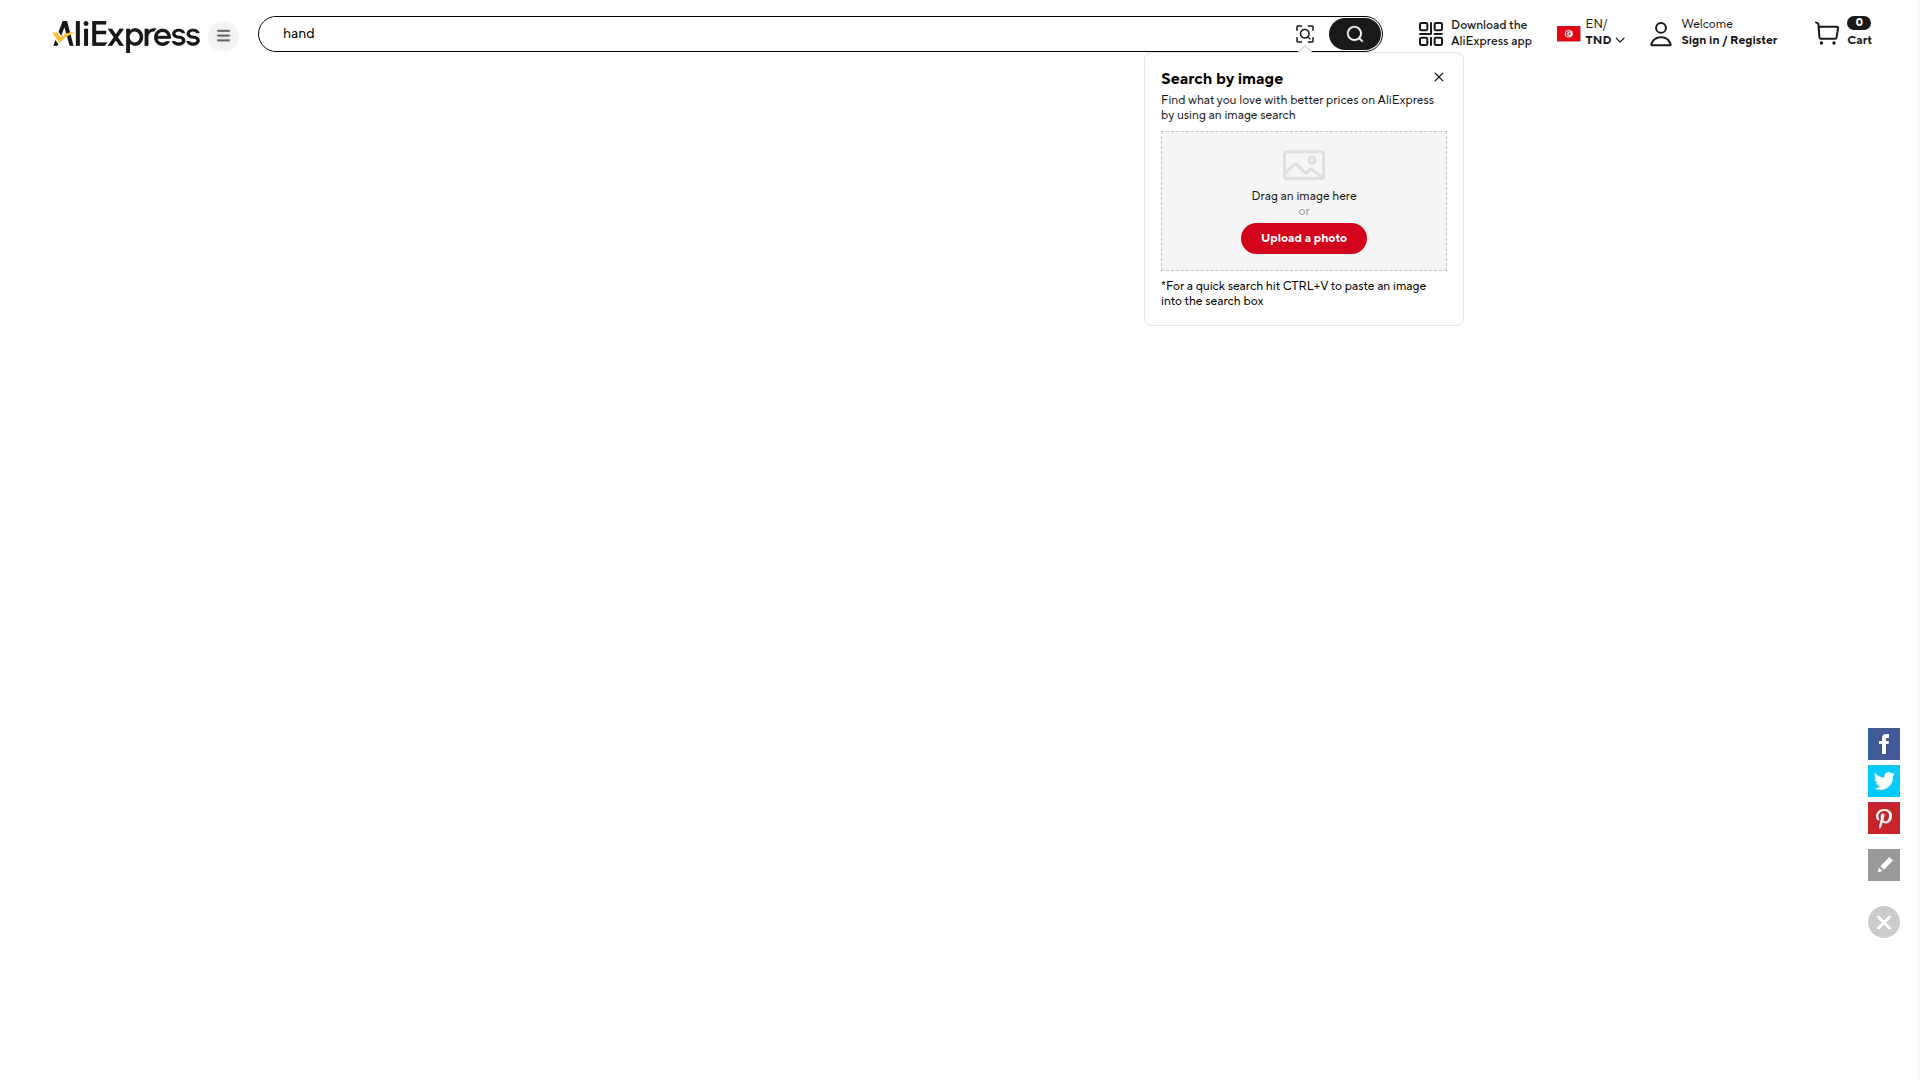 AliExpress
hand
Download the
AliExpress app
EN/
TND
Welcome
Sign in / Register
0
Cart
Search by image
Find what you love with better prices on AliExpress
by using an image search
Drag an image here
or
Upload a photo
*For a quick search hit CTRL+V to paste an image
into the search box